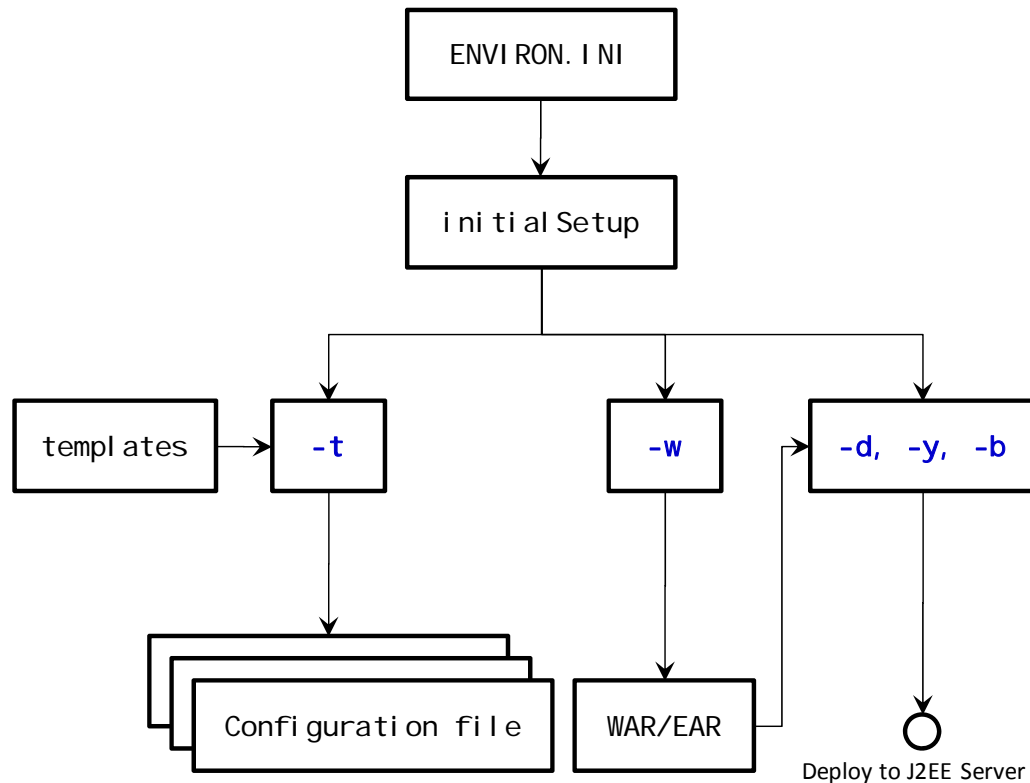 ENVIRON.INI
initialSetup
templates
-t
-w
-d, -y, -b
Configuration file
WAR/EAR
Deploy to J2EE Server